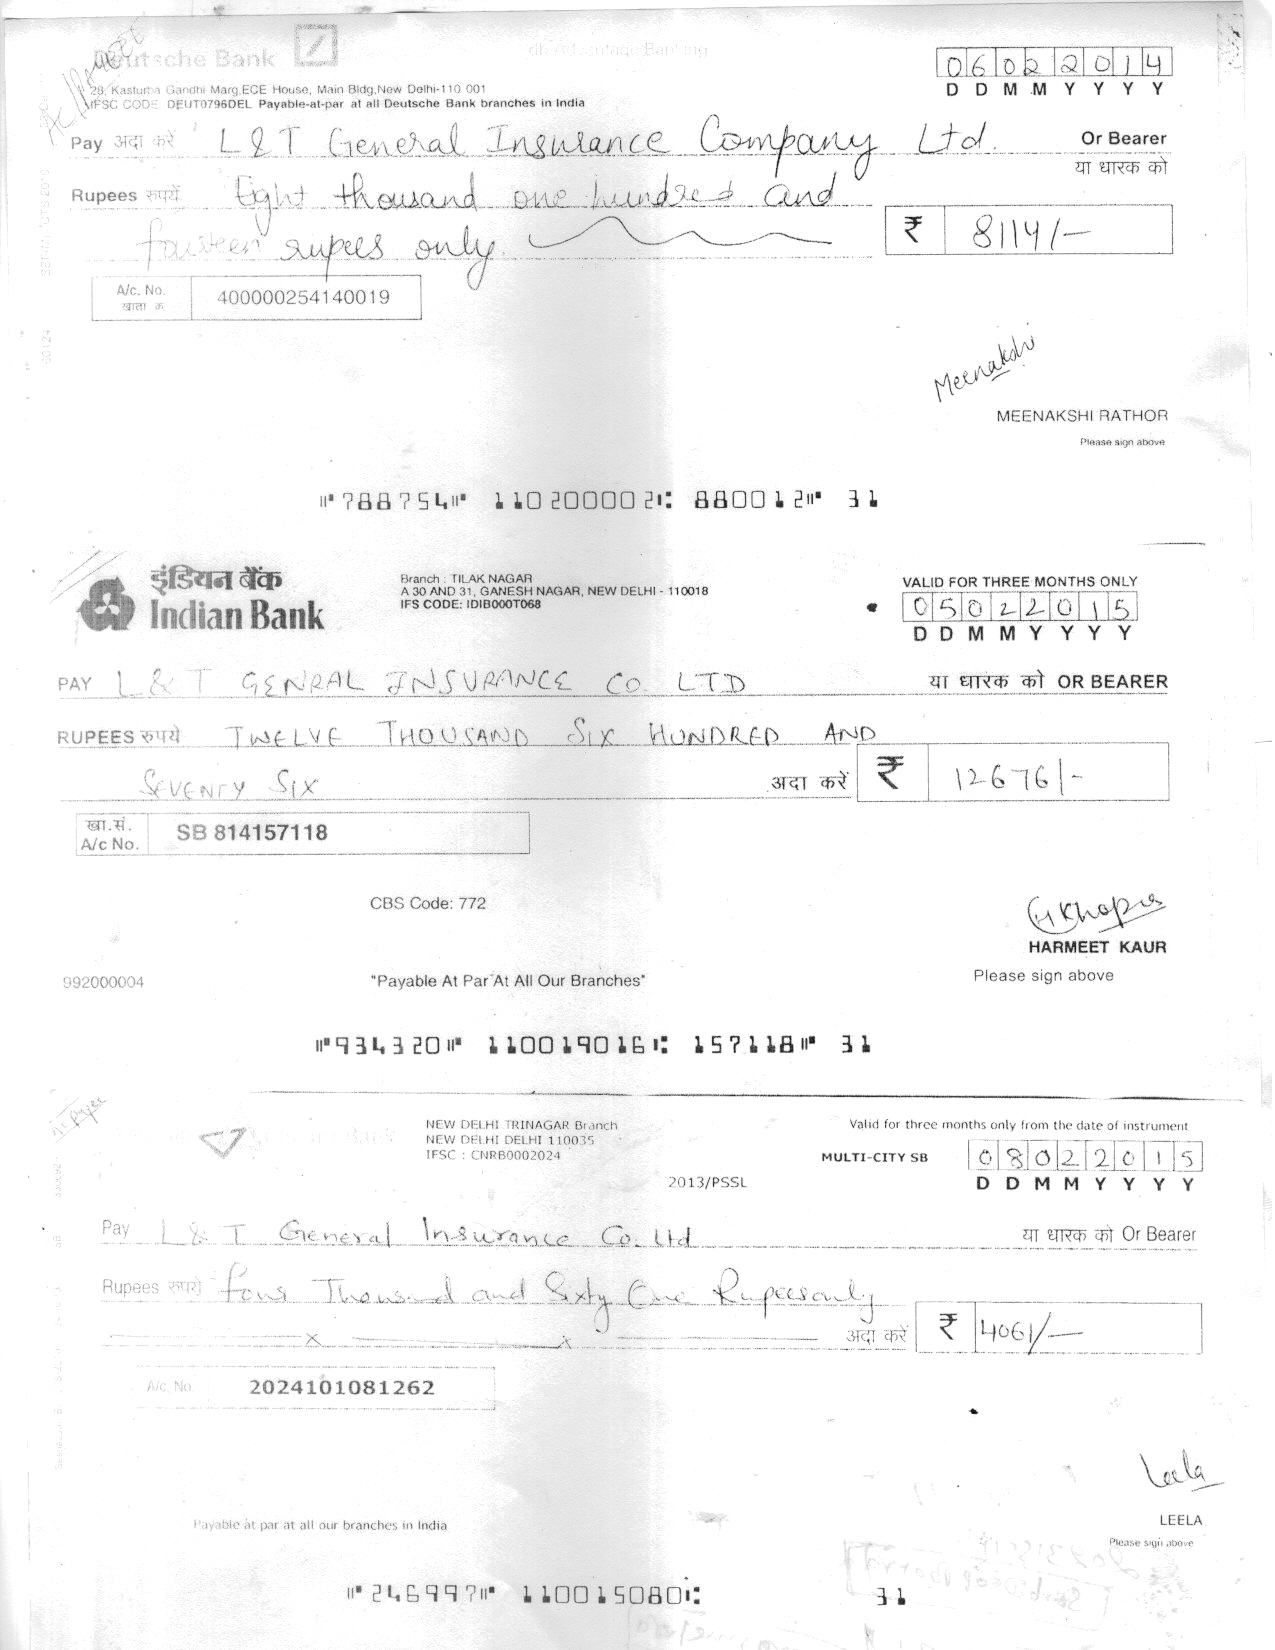 Deutsche Bank
db AdvantageBanking
28, Kasturba Gandhi Marg,ECE House, Main Bldg,New Delhi-110 001
IFSC CODE DEUT0796DEL Payable-at-par at all Deutsche Bank branches in India
06022014
D D M M Y Y Y Y
Pay अदा करें L&T General Insurance Company Ltd. Or Bearer
या धारक को
Rupees रूपयें Eight thousand one hundred and
fourteen rupees only.
₹ 8114/-
A/c. No.
खाता क्र
400000254140019
Meenakshi
MEENAKSHI RATHOR
Please sign above
⑈788754⑈ 110200002⑆ 880012⑈ 31
इंडियन बैंक
Indian Bank
Branch : TILAK NAGAR
A 30 AND 31, GANESH NAGAR, NEW DELHI - 110018
IFS CODE: IDIB000T068
VALID FOR THREE MONTHS ONLY
05022015
D D M M Y Y Y Y
PAY L&T GENRAL INSURANCE CO. LTD या धारक को OR BEARER
RUPEES रुपये TWELVE THOUSAND SIX HUNDRED AND
SEVENTY SIX अदा करें ₹ 12676/-
खा.सं.
A/c No.
SB 814157118
CBS Code: 772
HARMEET KAUR
Please sign above
992000004
"Payable At Par At All Our Branches"
⑈934320⑈ 110019016⑆ 157118⑈ 31
NEW DELHI TRINAGAR Branch
NEW DELHI DELHI 110035
IFSC : CNRB0002024
2013/PSSL
Valid for three months only from the date of instrument
MULTI-CITY SB
08022015
D D M M Y Y Y Y
Pay L&T General Insurance Co. Ltd या धारक को Or Bearer
Rupees रूपये Four Thousand and Sixty One Rupees only
अदा करें ₹ 4061/-
A/c. No.
2024101081262
Leela
LEELA
Please sign above
Payable at par at all our branches in India
⑈246997⑈ 110015080⑆ 31